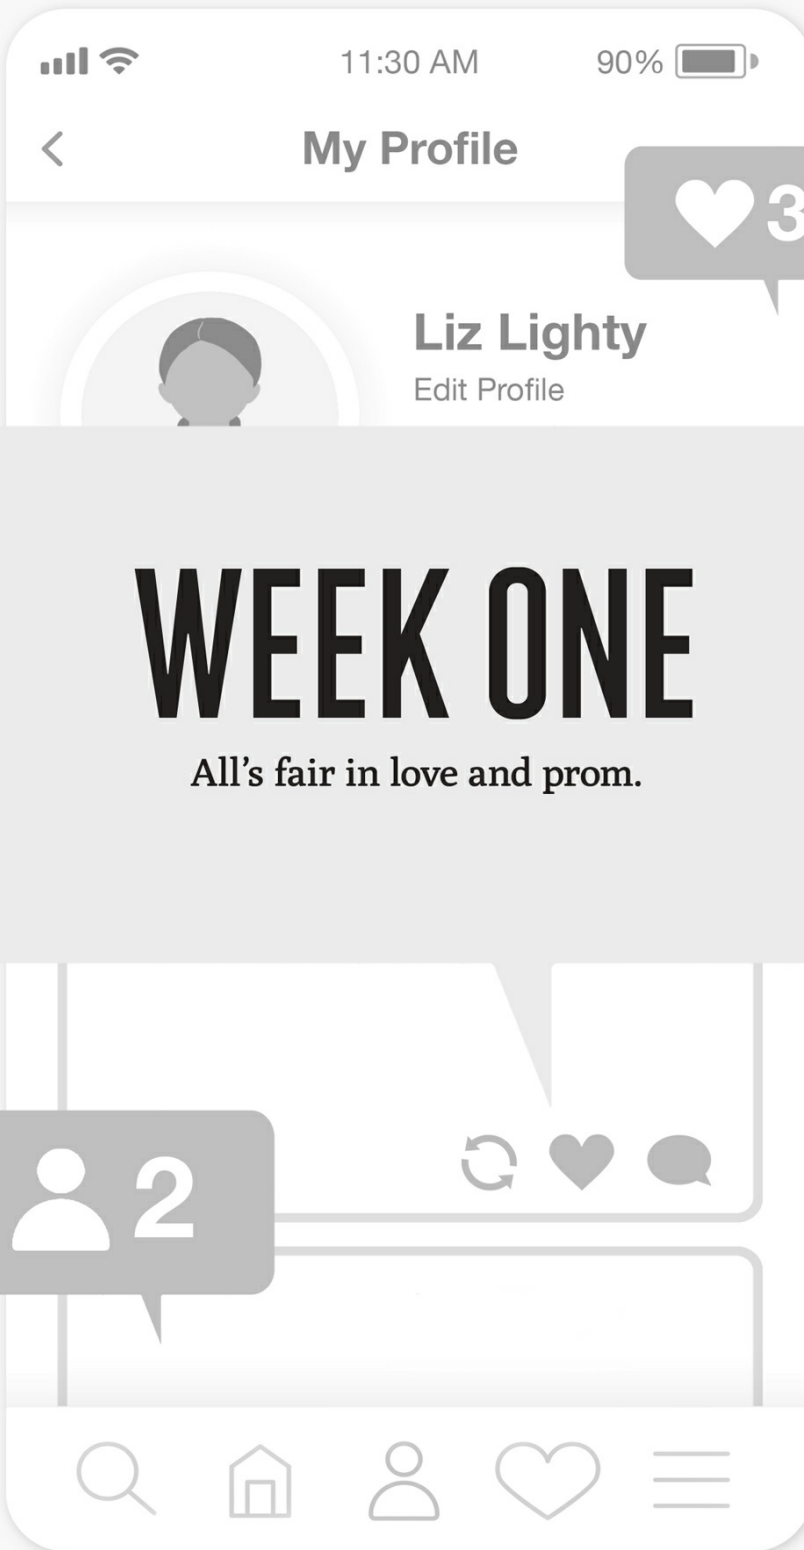 11:30 AM 90%
My Profile
3
Liz Lighty
Edit Profile
WEEK ONE
All's fair in love and prom.
2